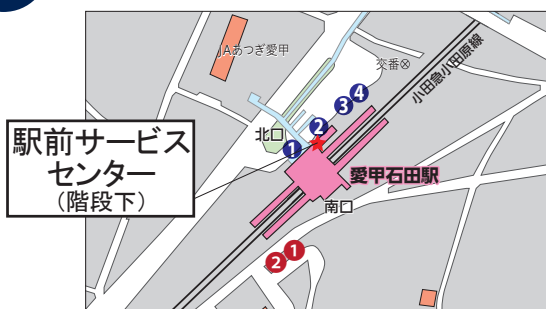 JAあつぎ愛甲
交番
小田急小田原線
4
3
2
北口
1
駅前サービス
センター
(階段下)
愛甲石田駅
南口
1
2